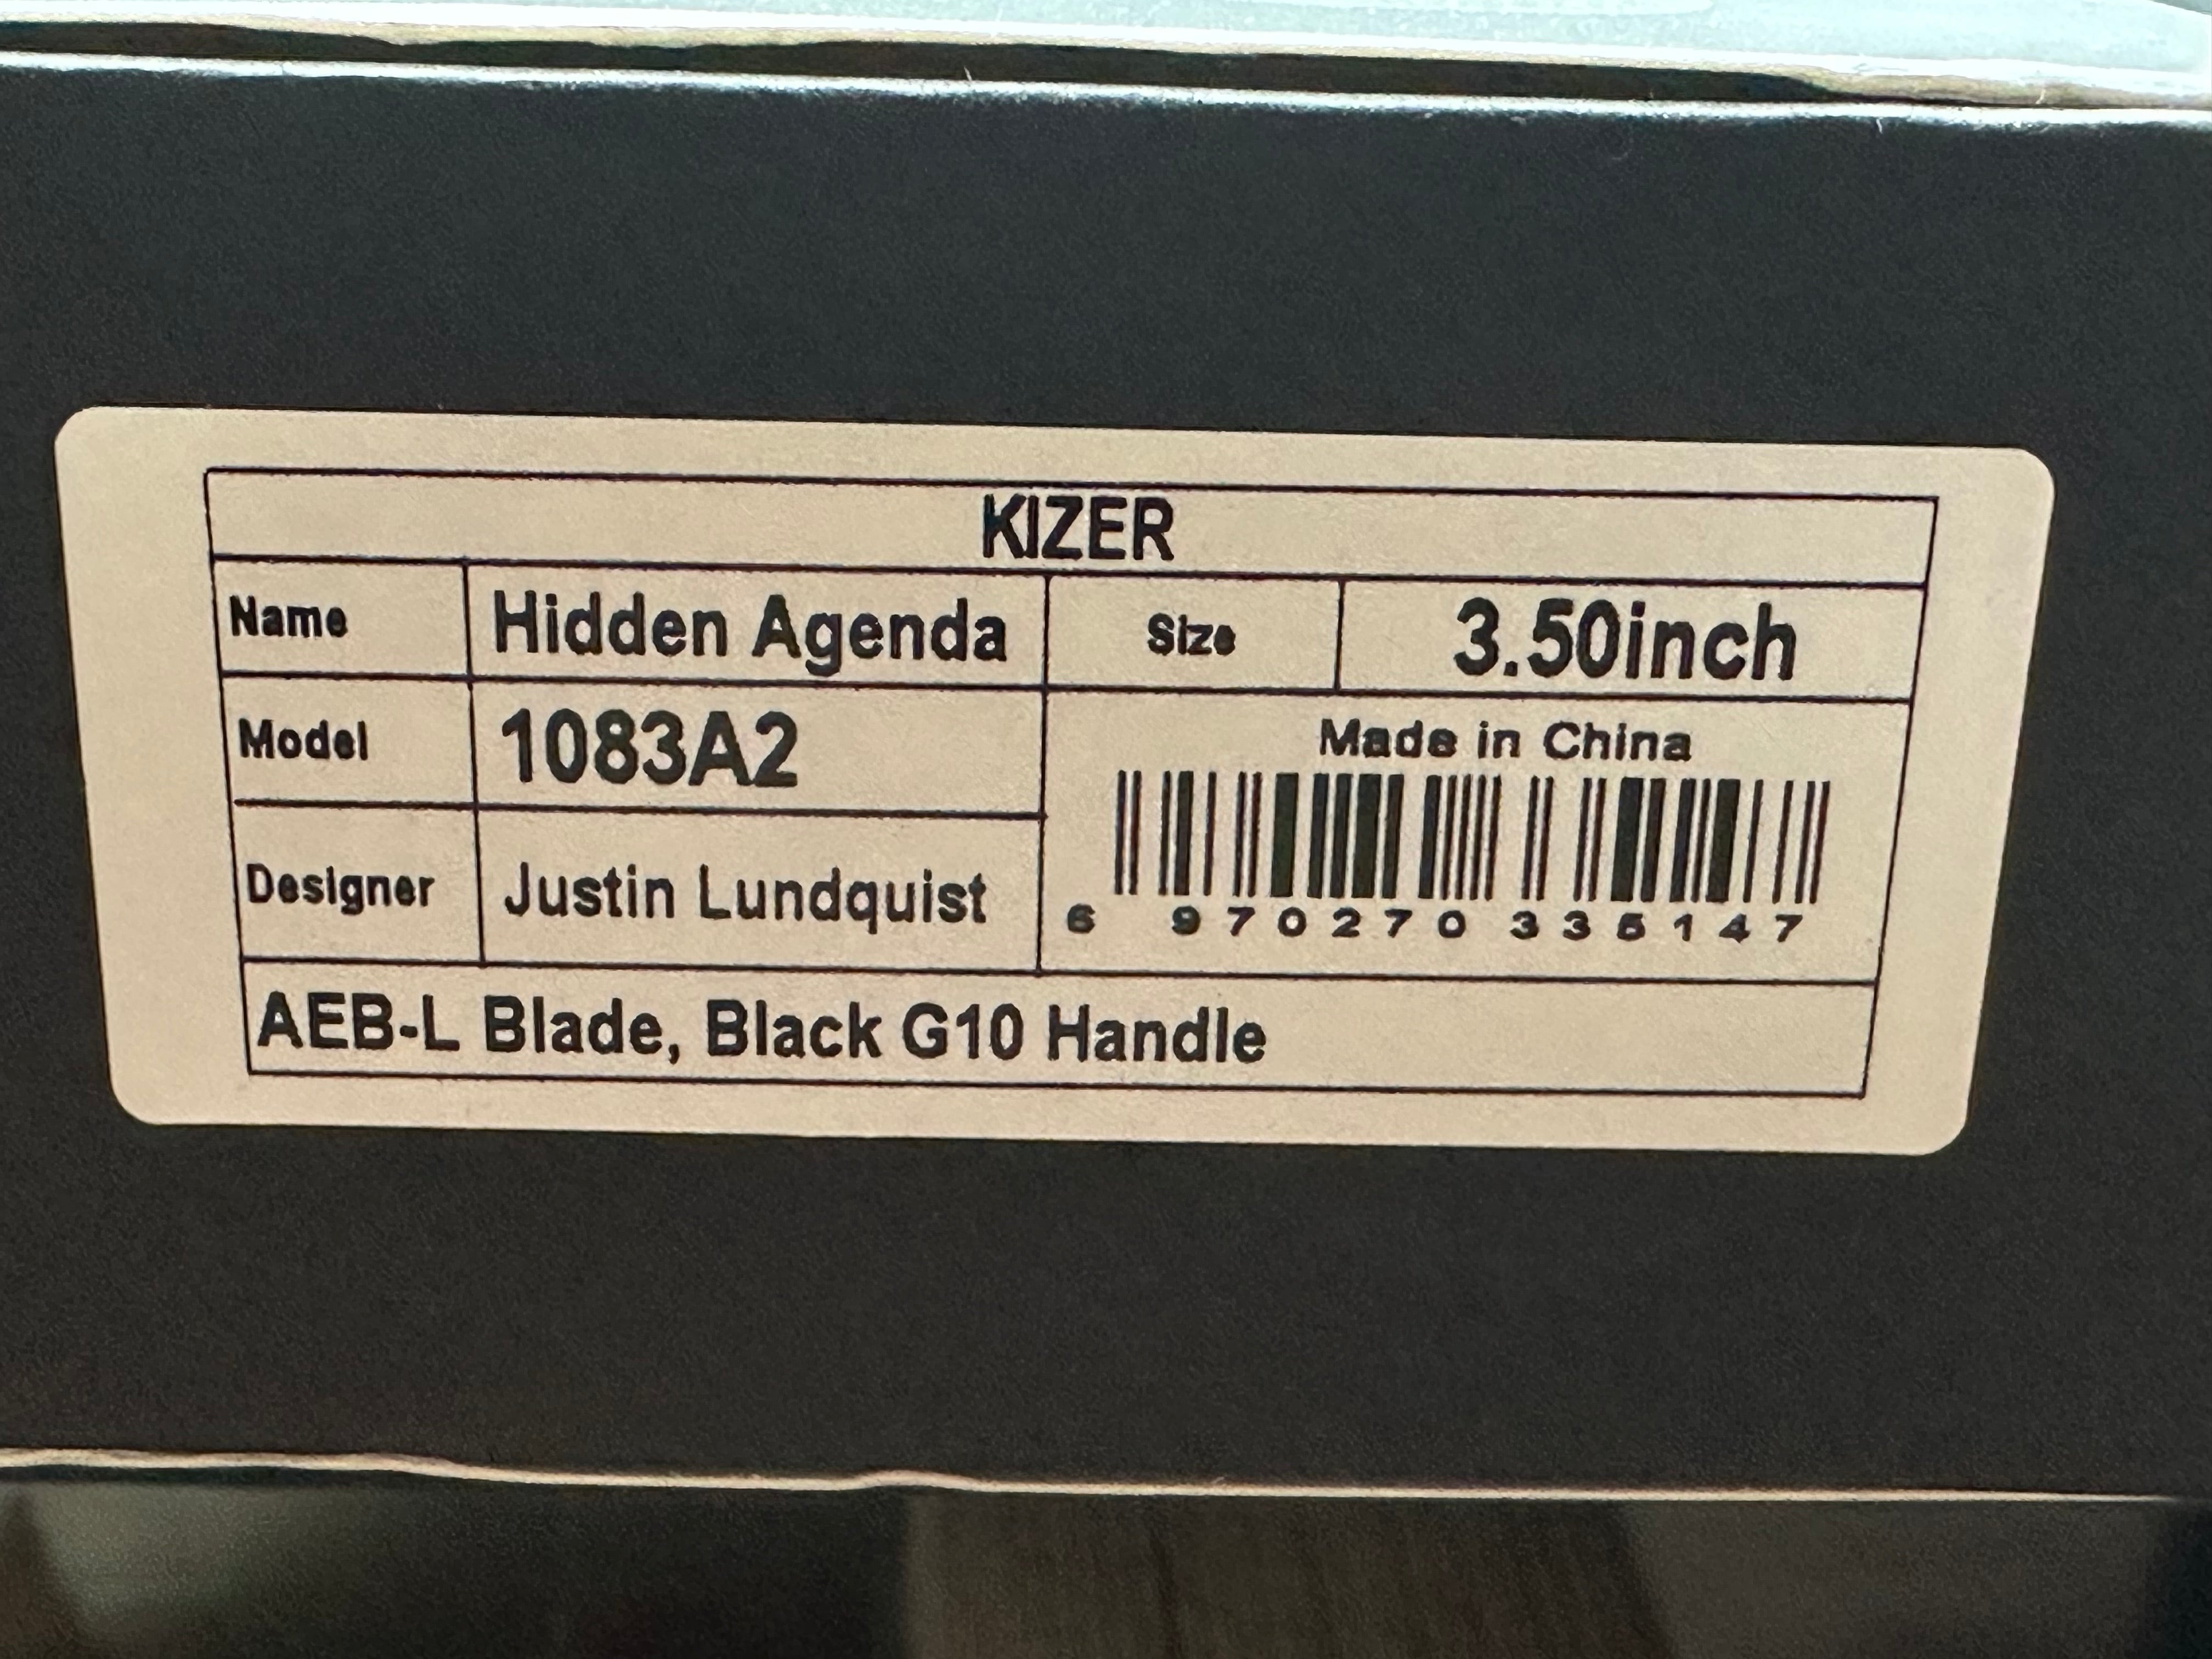 KIZER
Name Hidden Agenda Size 3.50inch
Model 1083A2
Made in China
Designer Justin Lundquist
6 970270 335147
AEB-L Blade, Black G10 Handle